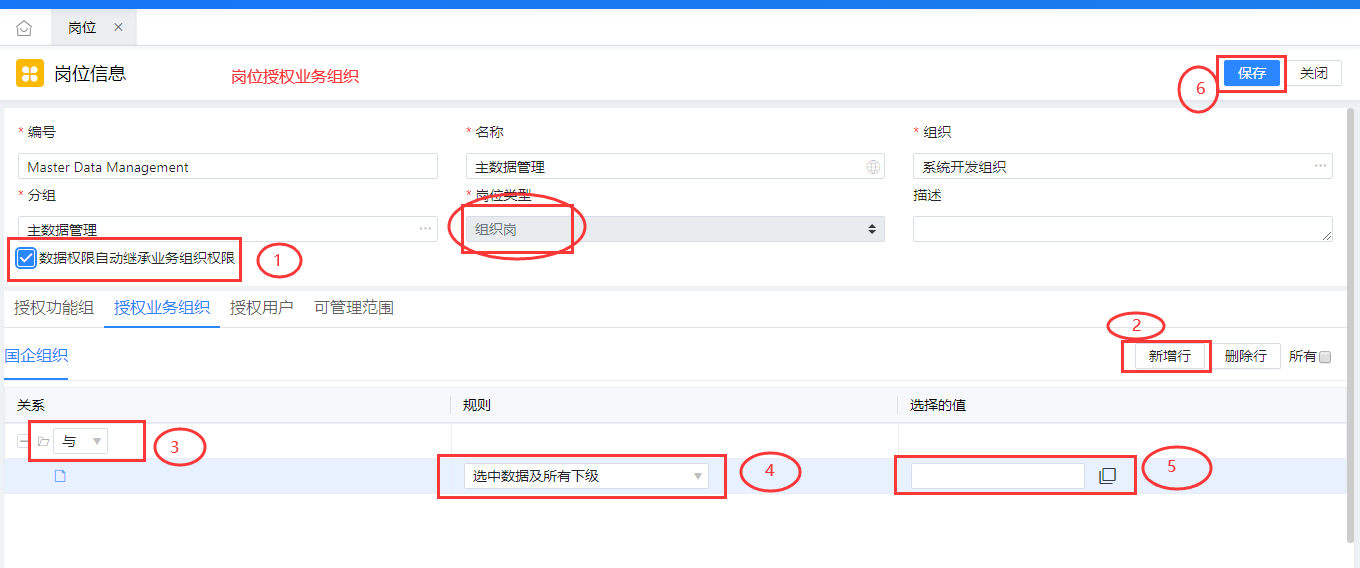 岗位 ×
岗位信息
岗位授权业务组织
6
保存
关闭
* 编号
* 名称
* 组织
Master Data Management
主数据管理
系统开发组织
* 分组
* 岗位类型
描述
主数据管理
组织岗
数据权限自动继承业务组织权限
1
授权功能组 授权业务组织 授权用户 可管理范围
2
国企组织
新增行
删除行
所有
关系
规则
选择的值
与
3
选中数据及所有下级
4
5